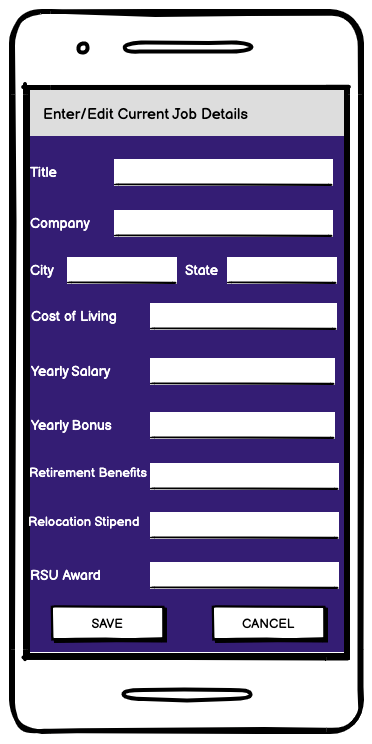 Enter/Edit Current Job Details
Title
Company
City State
Cost of Living
Yearly Salary
Yearly Bonus
Retirement Benefits
Relocation Stipend
RSU Award
SAVE CANCEL